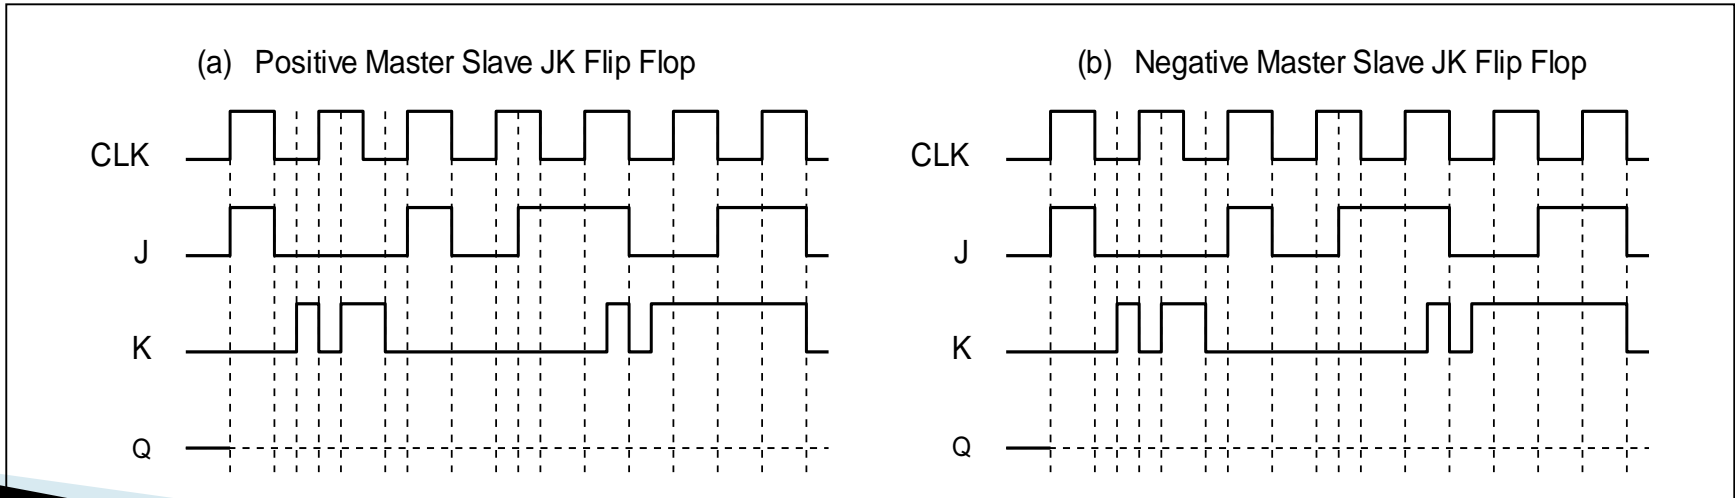 (a) Positive Master Slave JK Flip Flop
CLK
J
K
Q
(b) Negative Master Slave JK Flip Flop
CLK
J
K
Q